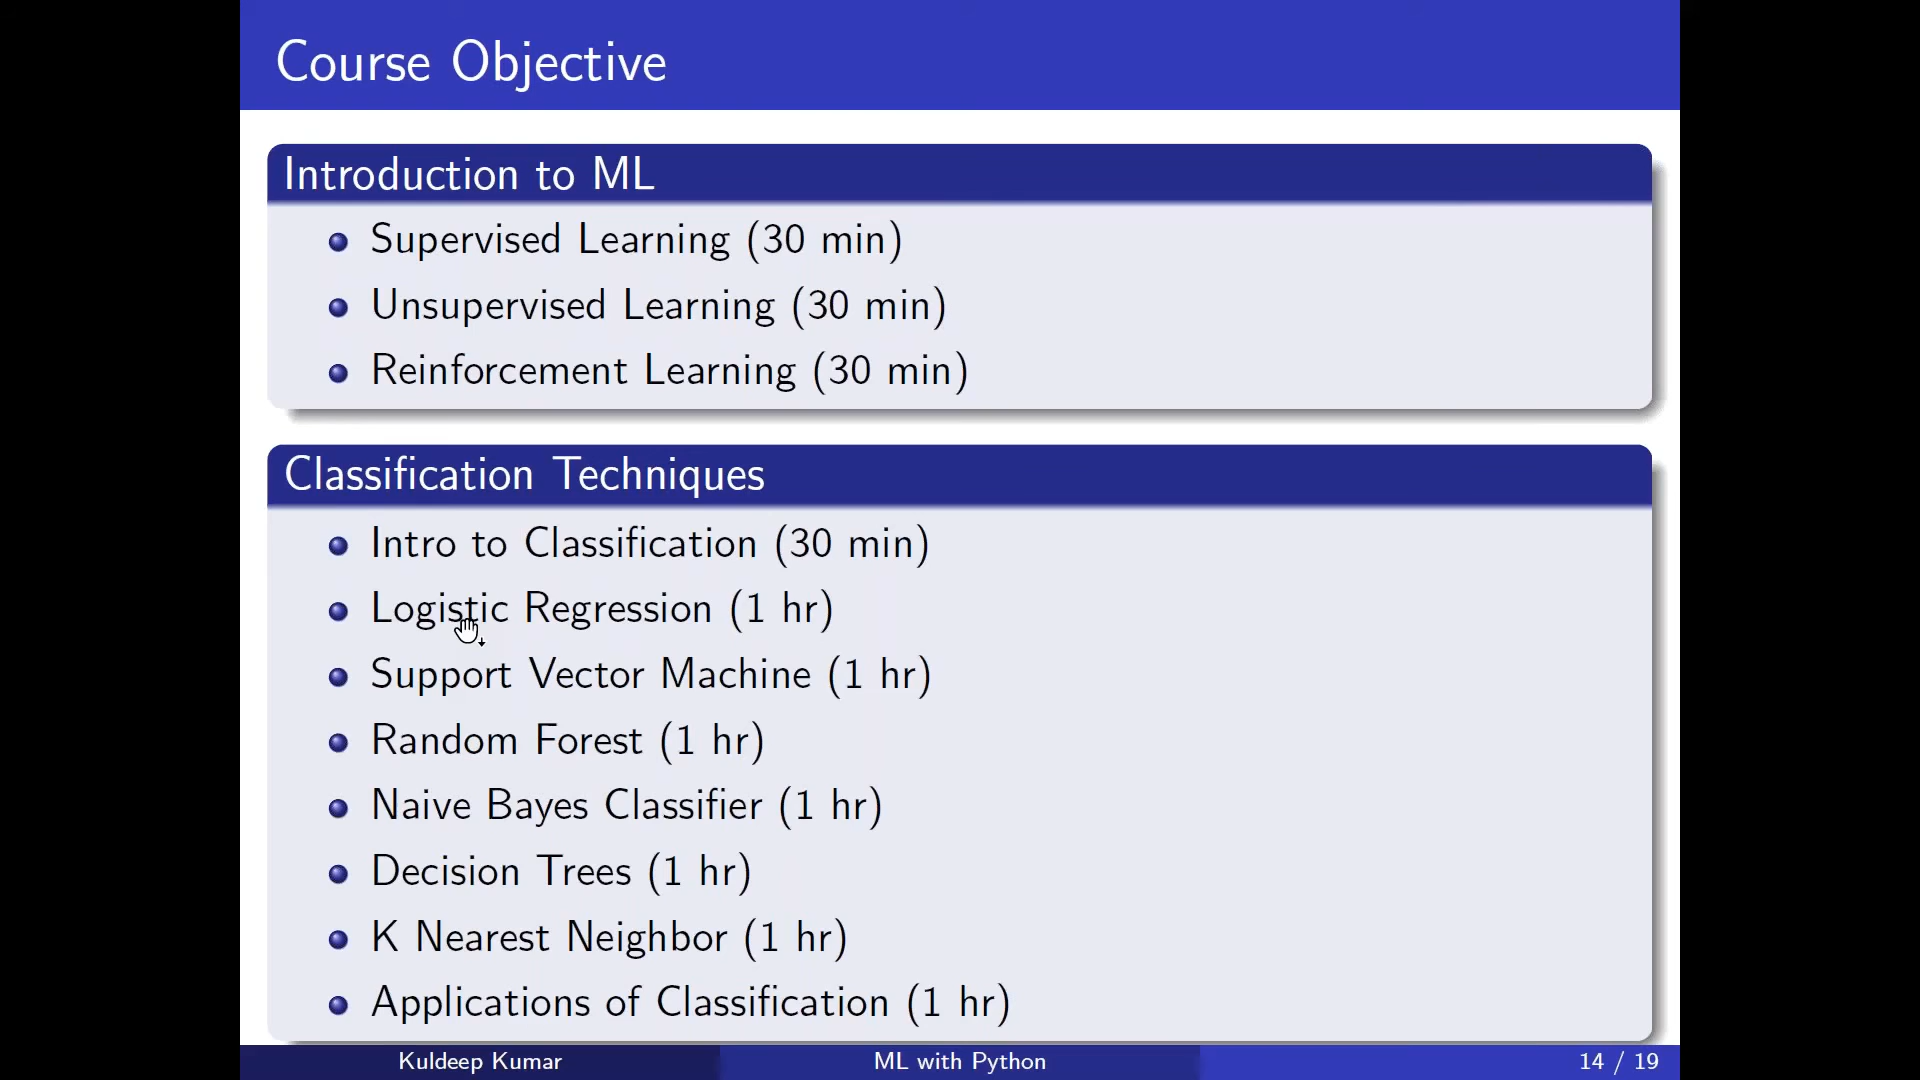 Course Objective
Introduction to ML
Supervised Learning (30 min)
Unsupervised Learning (30 min)
Reinforcement Learning (30 min)
Classification Techniques
Intro to Classification (30 min)
Logistic Regression (1 hr)
Support Vector Machine (1 hr)
Random Forest (1 hr)
Naive Bayes Classifier (1 hr)
Decision Trees (1 hr)
K Nearest Neighbor (1 hr)
Applications of Classification (1 hr)
Kuldeep Kumar ML with Python 14 / 19